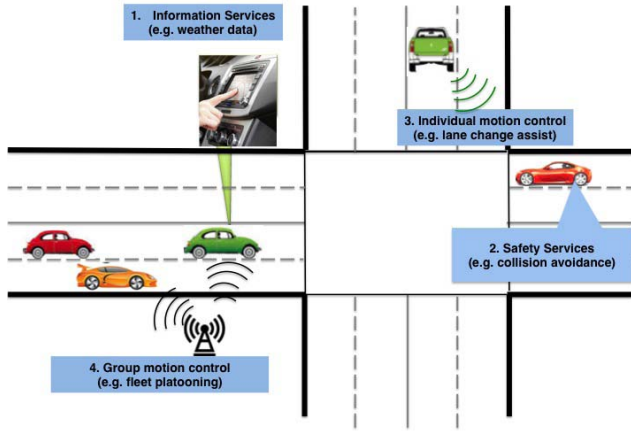 1. Information Services
(e.g. weather data)
3. Individual motion control
(e.g. lane change assist)
2. Safety Services
(e.g. collision avoidance)
4. Group motion control
(e.g. fleet platooning)